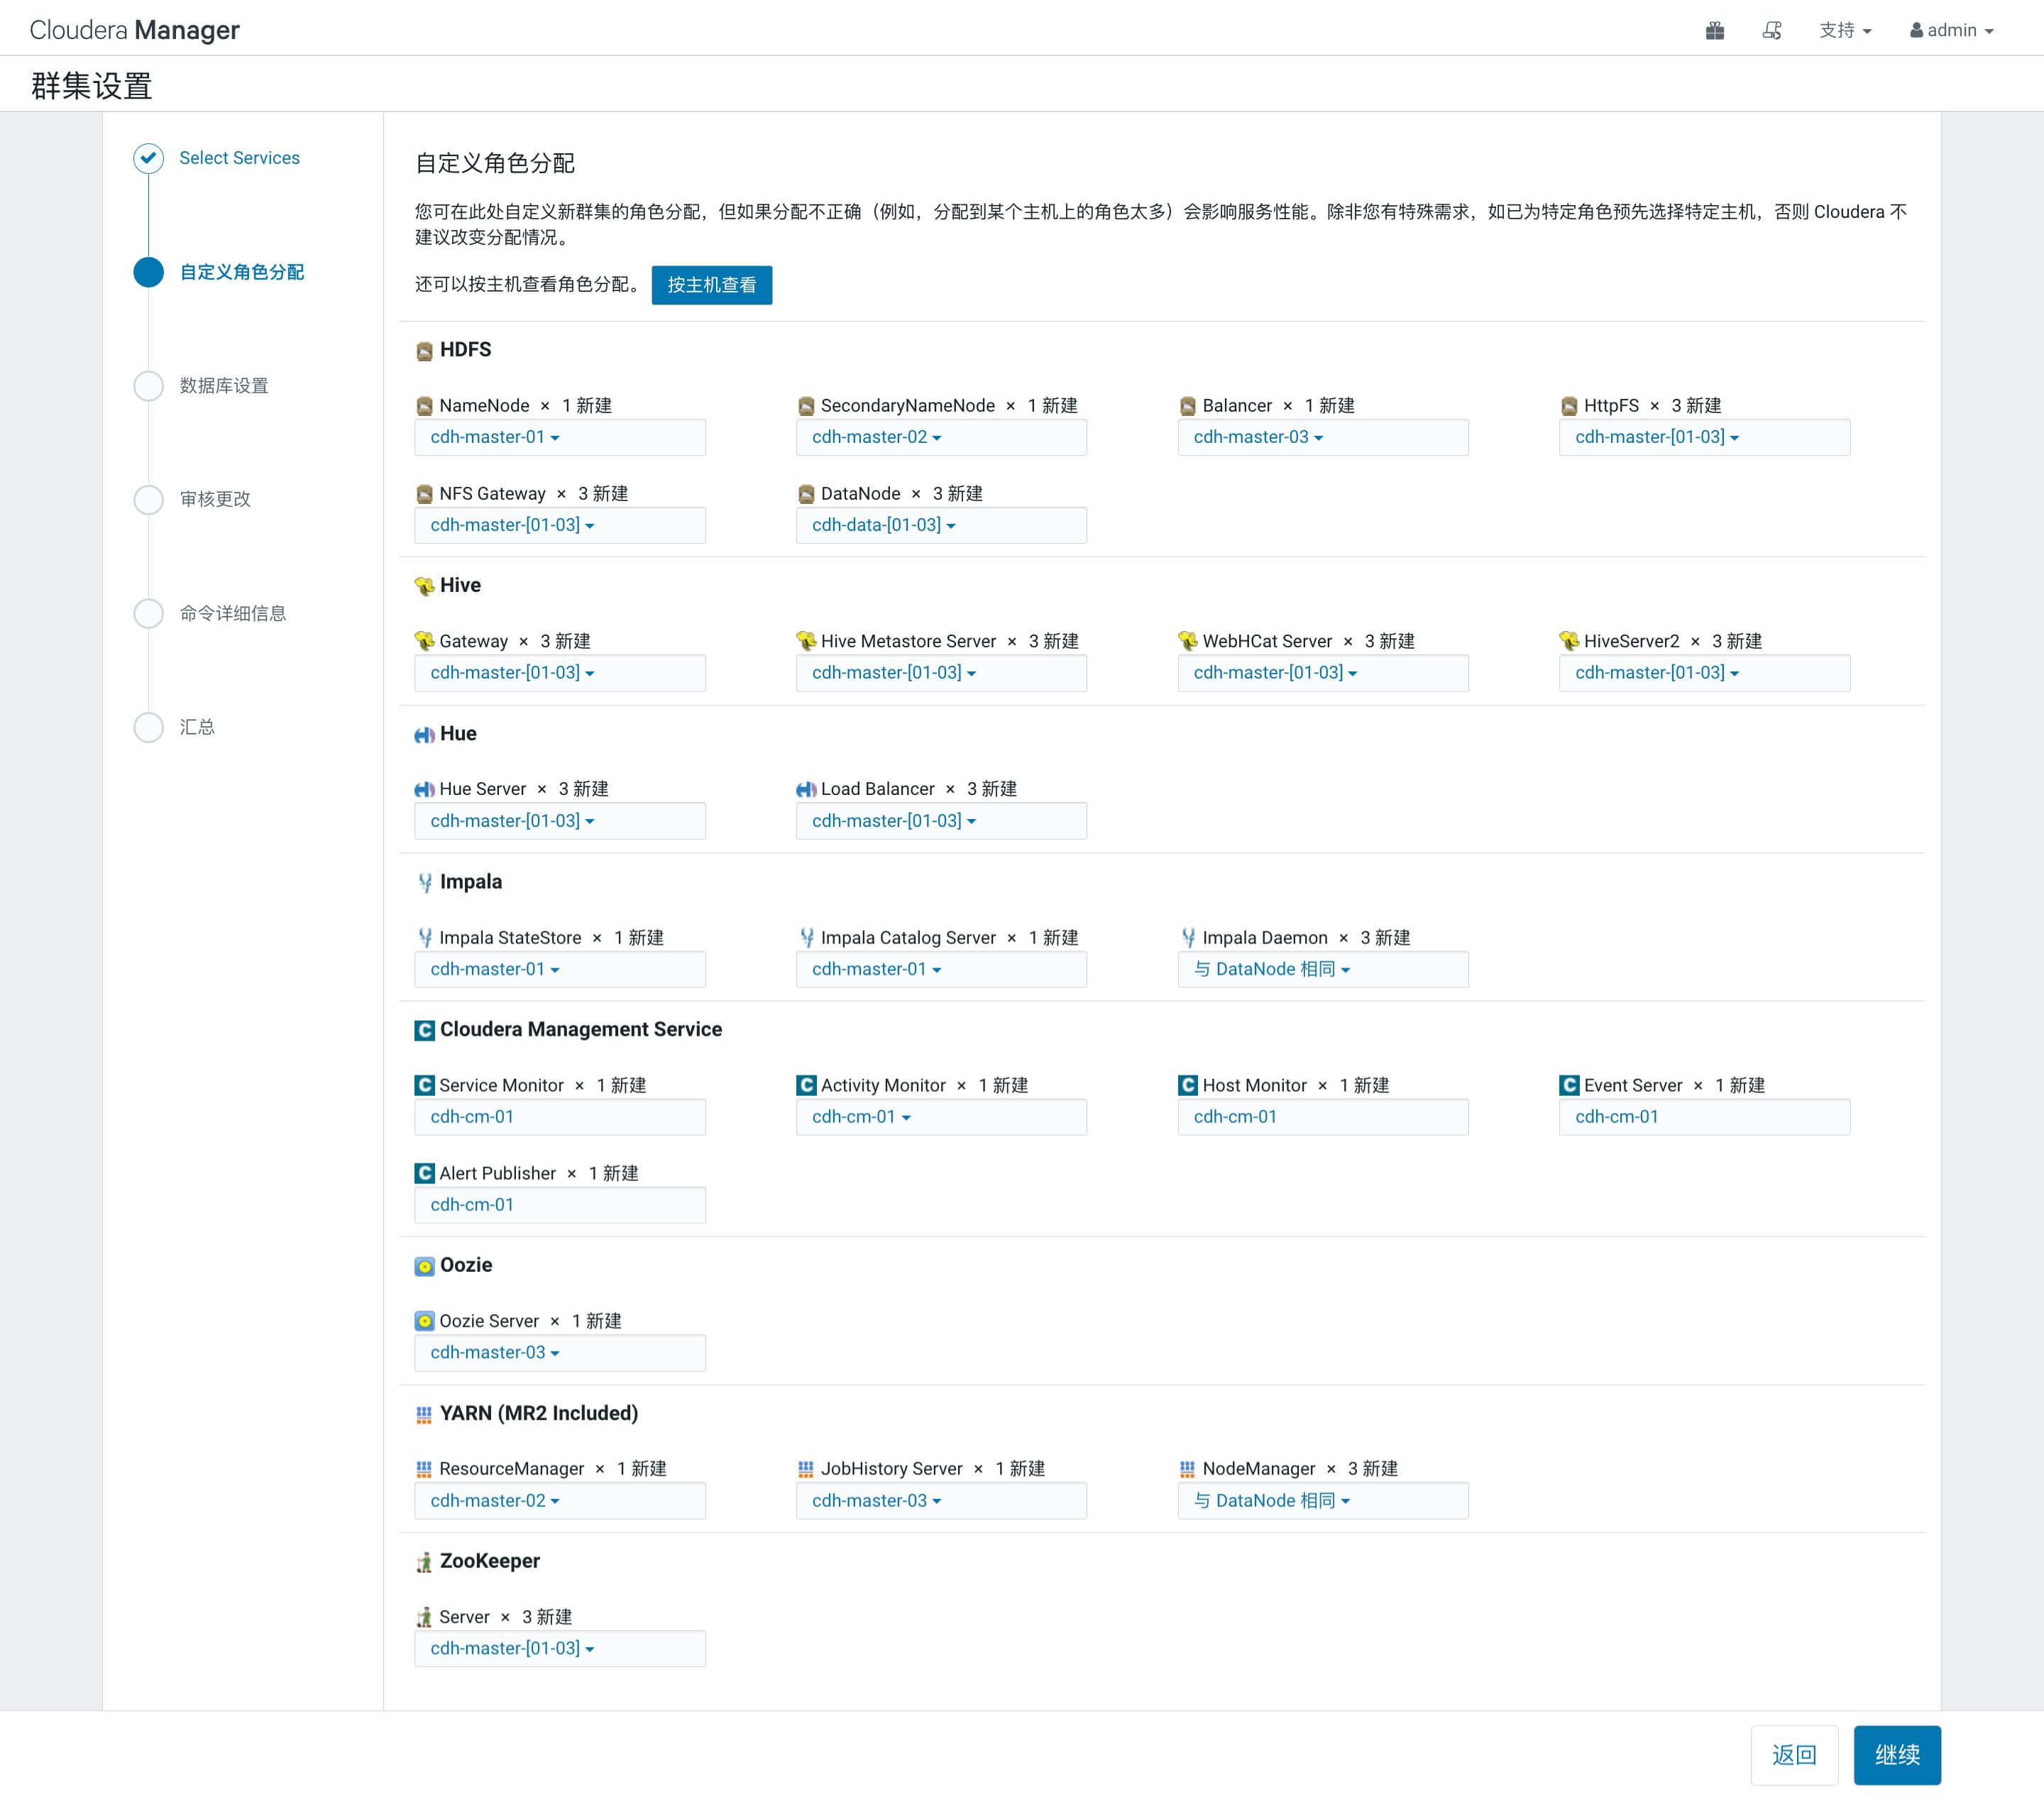 Cloudera Manager
支持
admin
群集设置
Select Services
自定义角色分配
数据库设置
审核更改
命令详细信息
汇总
自定义角色分配
您可在此处自定义新群集的角色分配，但如果分配不正确（例如，分配到某个主机上的角色太多）会影响服务性能。除非您有特殊需求，如已为特定角色预先选择特定主机，否则 Cloudera 不
建议改变分配情况。
还可以按主机查看角色分配。 按主机查看
HDFS
NameNode × 1 新建
cdh-master-01
SecondaryNameNode × 1 新建
cdh-master-02
Balancer × 1 新建
cdh-master-03
HttpFS × 3 新建
cdh-master-[01-03]
NFS Gateway × 3 新建
cdh-master-[01-03]
DataNode × 3 新建
cdh-data-[01-03]
Hive
Gateway × 3 新建
cdh-master-[01-03]
Hive Metastore Server × 3 新建
cdh-master-[01-03]
WebHCat Server × 3 新建
cdh-master-[01-03]
HiveServer2 × 3 新建
cdh-master-[01-03]
Hue
Hue Server × 3 新建
cdh-master-[01-03]
Load Balancer × 3 新建
cdh-master-[01-03]
Impala
Impala StateStore × 1 新建
cdh-master-01
Impala Catalog Server × 1 新建
cdh-master-01
Impala Daemon × 3 新建
与 DataNode 相同
Cloudera Management Service
Service Monitor × 1 新建
cdh-cm-01
Activity Monitor × 1 新建
cdh-cm-01
Host Monitor × 1 新建
cdh-cm-01
Event Server × 1 新建
cdh-cm-01
Alert Publisher × 1 新建
cdh-cm-01
Oozie
Oozie Server × 1 新建
cdh-master-03
YARN (MR2 Included)
ResourceManager × 1 新建
cdh-master-02
JobHistory Server × 1 新建
cdh-master-03
NodeManager × 3 新建
与 DataNode 相同
ZooKeeper
Server × 3 新建
cdh-master-[01-03]
返回
继续